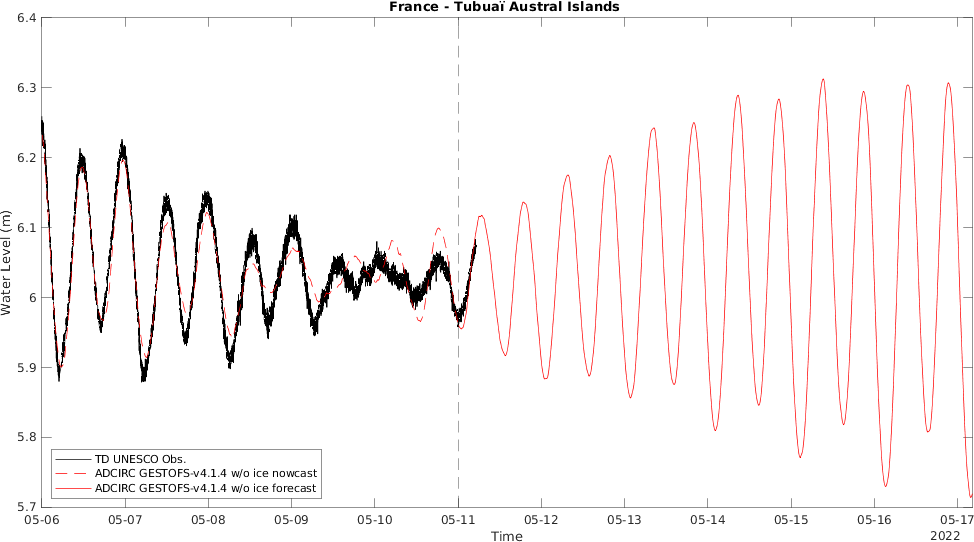 France - Tubuaï Austral Islands
6.4
6.3
6.2
6.1
6
5.9
5.8
5.7
Water Level (m)
TD UNESCO Obs.
ADCIRC GESTOFS-v4.1.4 w/o ice nowcast
ADCIRC GESTOFS-v4.1.4 w/o ice forecast
05-06 05-07 05-08 05-09 05-10 05-11 05-12 05-13 05-14 05-15 05-16 05-17
Time
2022